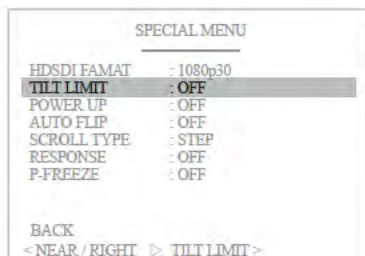 SPECIAL MENU
HDSDI FAMAT : 1080p30
TILT LIMIT : OFF
POWER UP : OFF
AUTO FLIP : OFF
SCROLL TYPE : STEP
RESPONSE : OFF
P-FREEZE : OFF
BACK
< NEAR / RIGHT ▷ TILT LIMIT >